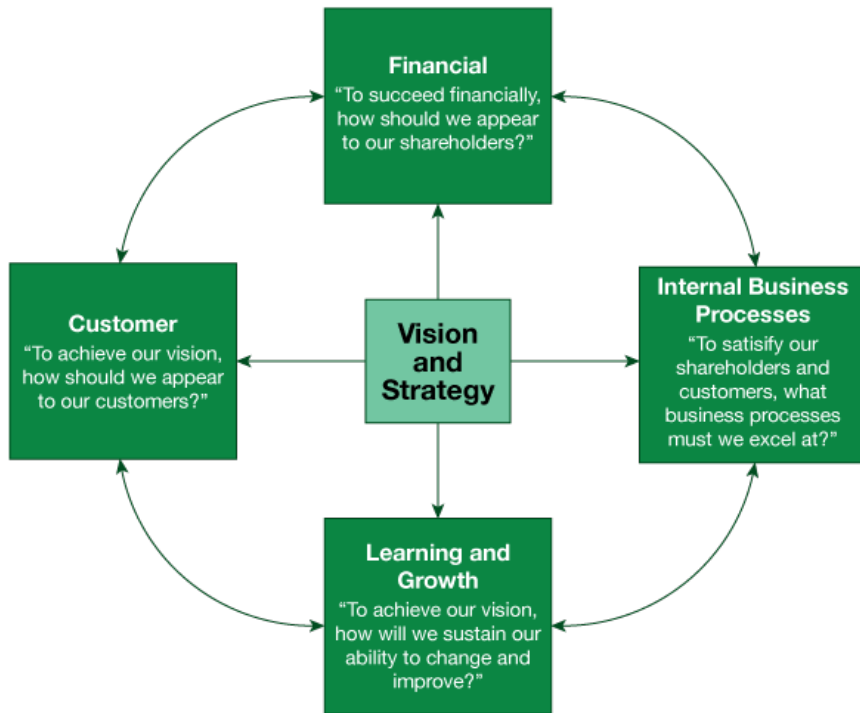 Financial
“To succeed financially,
how should we appear
to our shareholders?”
Customer
“To achieve our vision,
how should we appear
to our customers?”
Vision
and
Strategy
Internal Business
Processes
“To satisify our
shareholders and
customers, what
business processes
must we excel at?”
Learning and
Growth
“To achieve our vision,
how will we sustain our
ability to change and
improve?”